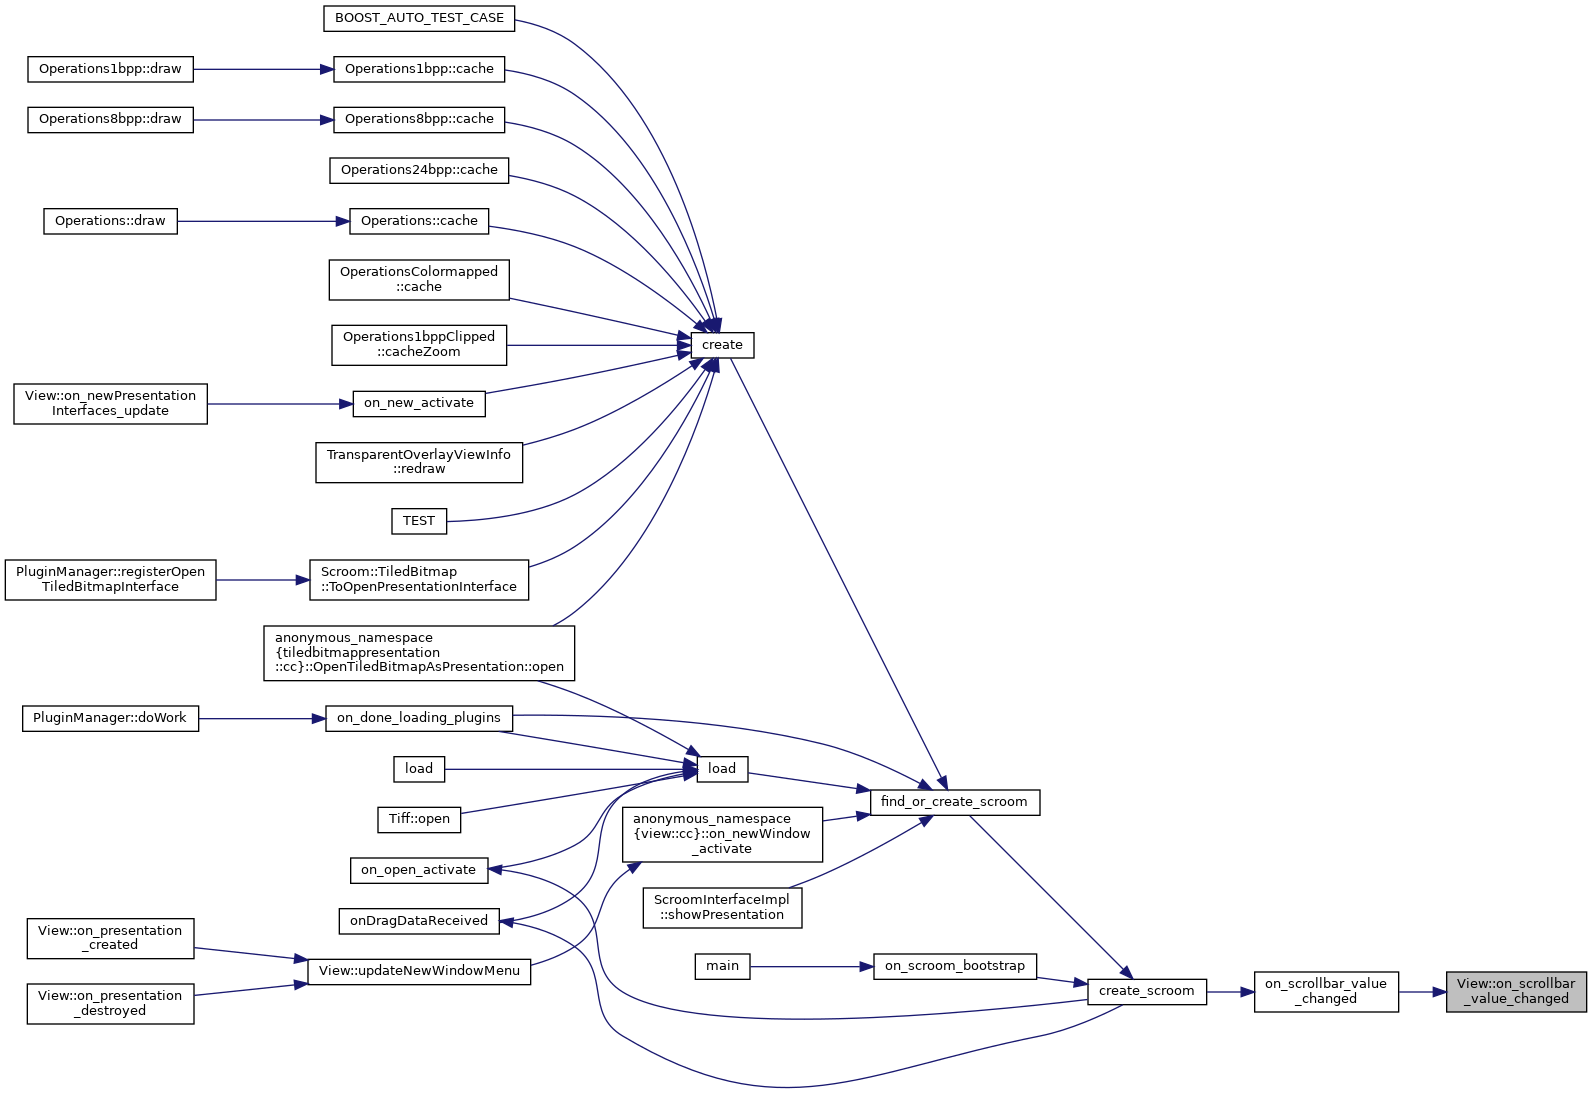 BOOST_AUTO_TEST_CASE
Operations1bpp::draw
Operations1bpp::cache
Operations8bpp::draw
Operations8bpp::cache
Operations24bpp::cache
Operations::draw
Operations::cache
OperationsColormapped
::cache
Operations1bppClipped
::cacheZoom
create
View::on_newPresentation
Interfaces_update
on_new_activate
TransparentOverlayViewInfo
::redraw
TEST
PluginManager::registerOpen
TiledBitmapInterface
Scroom::TiledBitmap
::ToOpenPresentationInterface
anonymous_namespace
{tiledbitmappresentation
::cc}::OpenTiledBitmapAsPresentation::open
PluginManager::doWork
on_done_loading_plugins
load
load
find_or_create_scroom
Tiff::open
anonymous_namespace
{view::cc}::on_newWindow
_activate
on_open_activate
ScroomInterfaceImpl
::showPresentation
onDragDataReceived
View::on_presentation
_created
View::updateNewWindowMenu
View::on_presentation
_destroyed
main
on_scroom_bootstrap
create_scroom
on_scrollbar_value
_changed
View::on_scrollbar
_value_changed